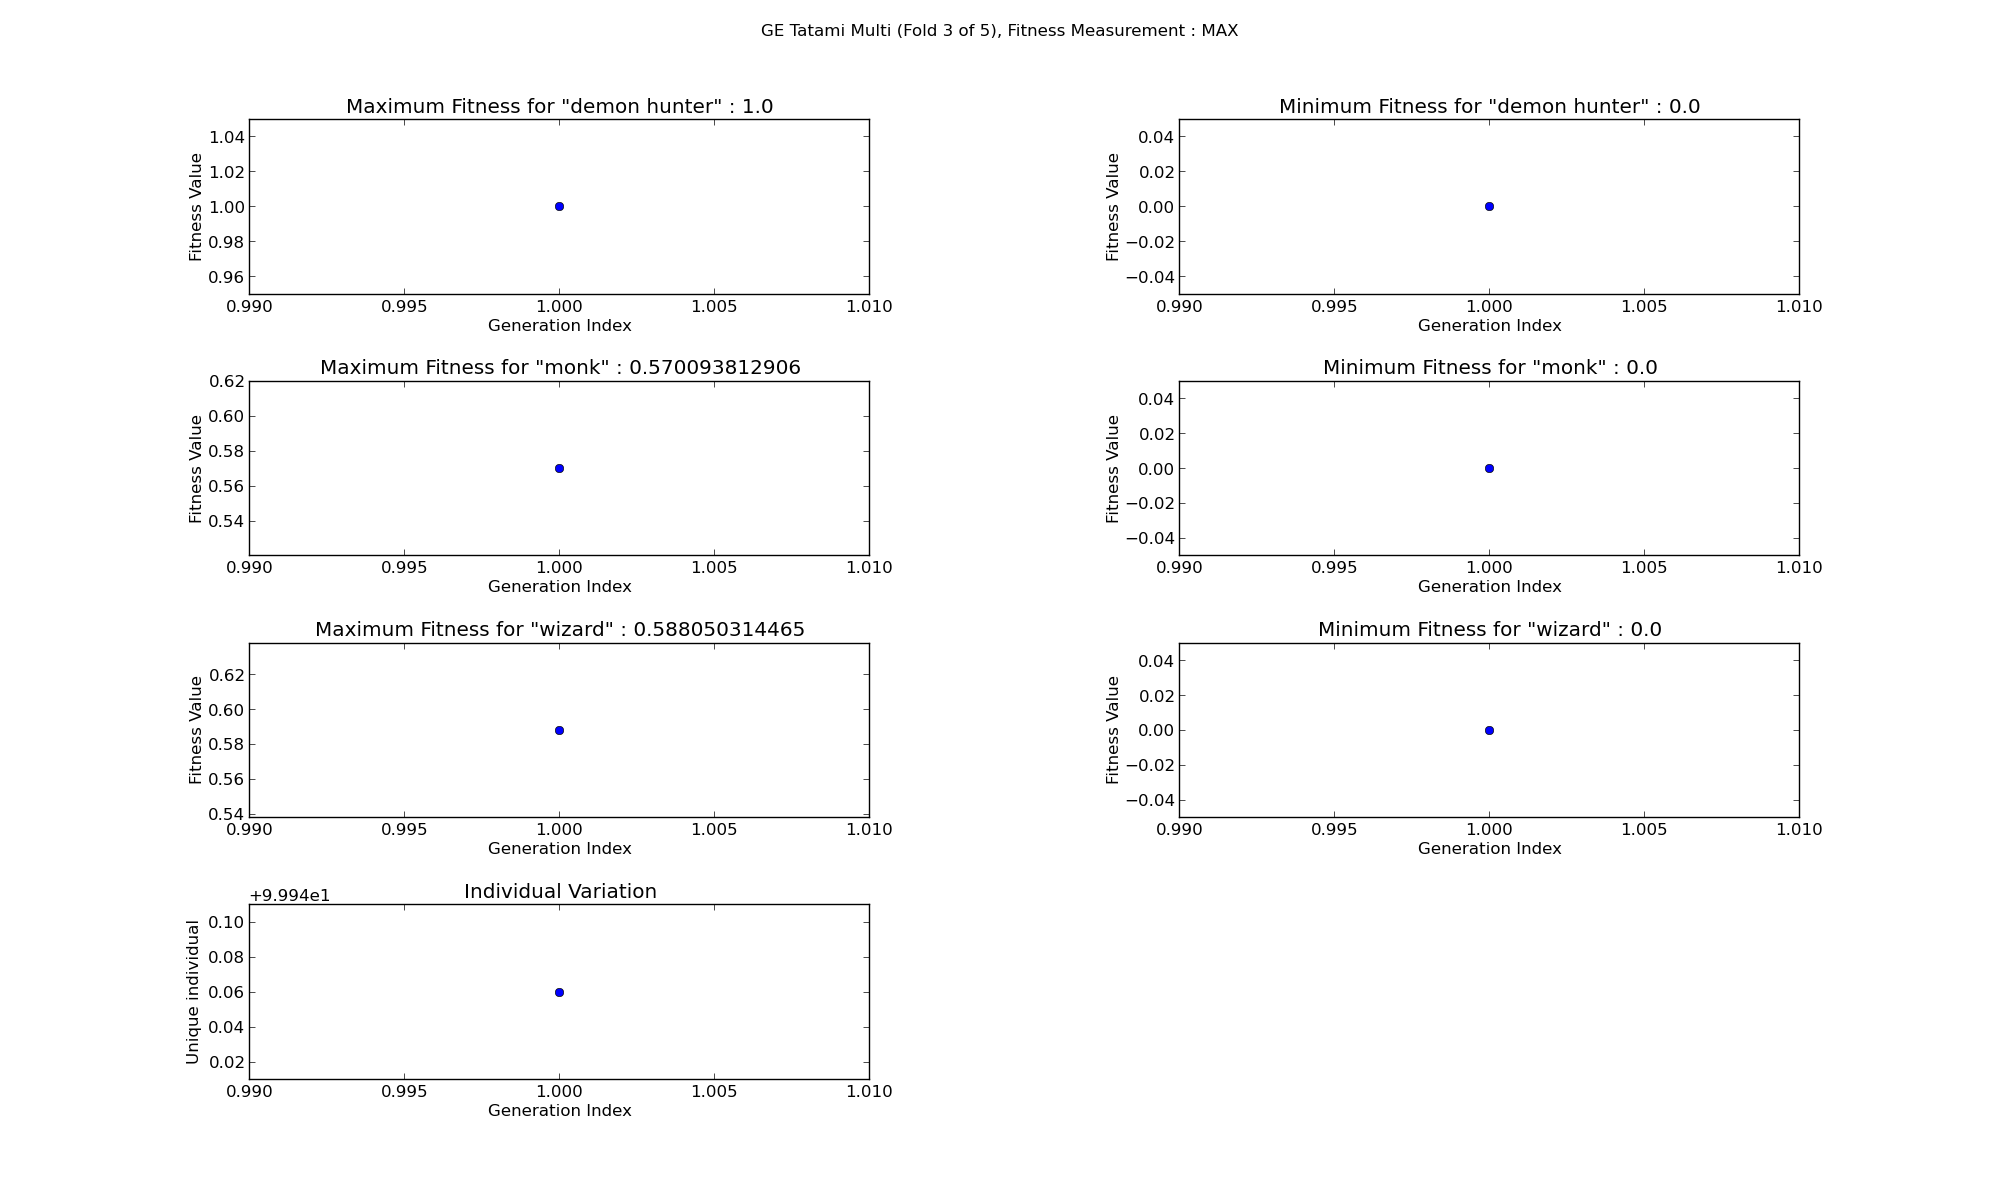 GE Tatami Multi (Fold 3 of 5), Fitness Measurement : MAX
Maximum Fitness for "demon hunter" : 1.0
1.04
1.02
1.00
0.98
0.96
Fitness Value
0.990 0.995 1.000 1.005 1.010
Generation Index
Minimum Fitness for "demon hunter" : 0.0
0.04
0.02
0.00
−0.02
−0.04
Fitness Value
0.990 0.995 1.000 1.005 1.010
Generation Index
Maximum Fitness for "monk" : 0.570093812906
0.62
0.60
0.58
0.56
0.54
Fitness Value
0.990 0.995 1.000 1.005 1.010
Generation Index
Minimum Fitness for "monk" : 0.0
0.04
0.02
0.00
−0.02
−0.04
Fitness Value
0.990 0.995 1.000 1.005 1.010
Generation Index
Maximum Fitness for "wizard" : 0.588050314465
0.62
0.60
0.58
0.56
0.54
Fitness Value
0.990 0.995 1.000 1.005 1.010
Generation Index
Minimum Fitness for "wizard" : 0.0
0.04
0.02
0.00
−0.02
−0.04
Fitness Value
0.990 0.995 1.000 1.005 1.010
Generation Index
Individual Variation
+9.994e1
0.10
0.08
0.06
0.04
0.02
Unique individual
0.990 0.995 1.000 1.005 1.010
Generation Index